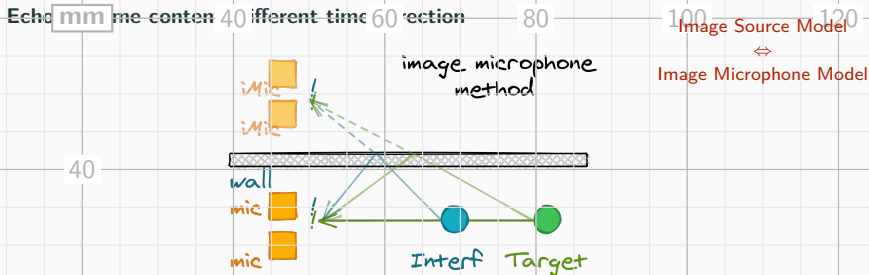 mm 40 60 80 100 120
Image Source Model
⇔
Image Microphone Model
image microphone
method
iMic
iMic
40
wall
mic
mic
Interf Target